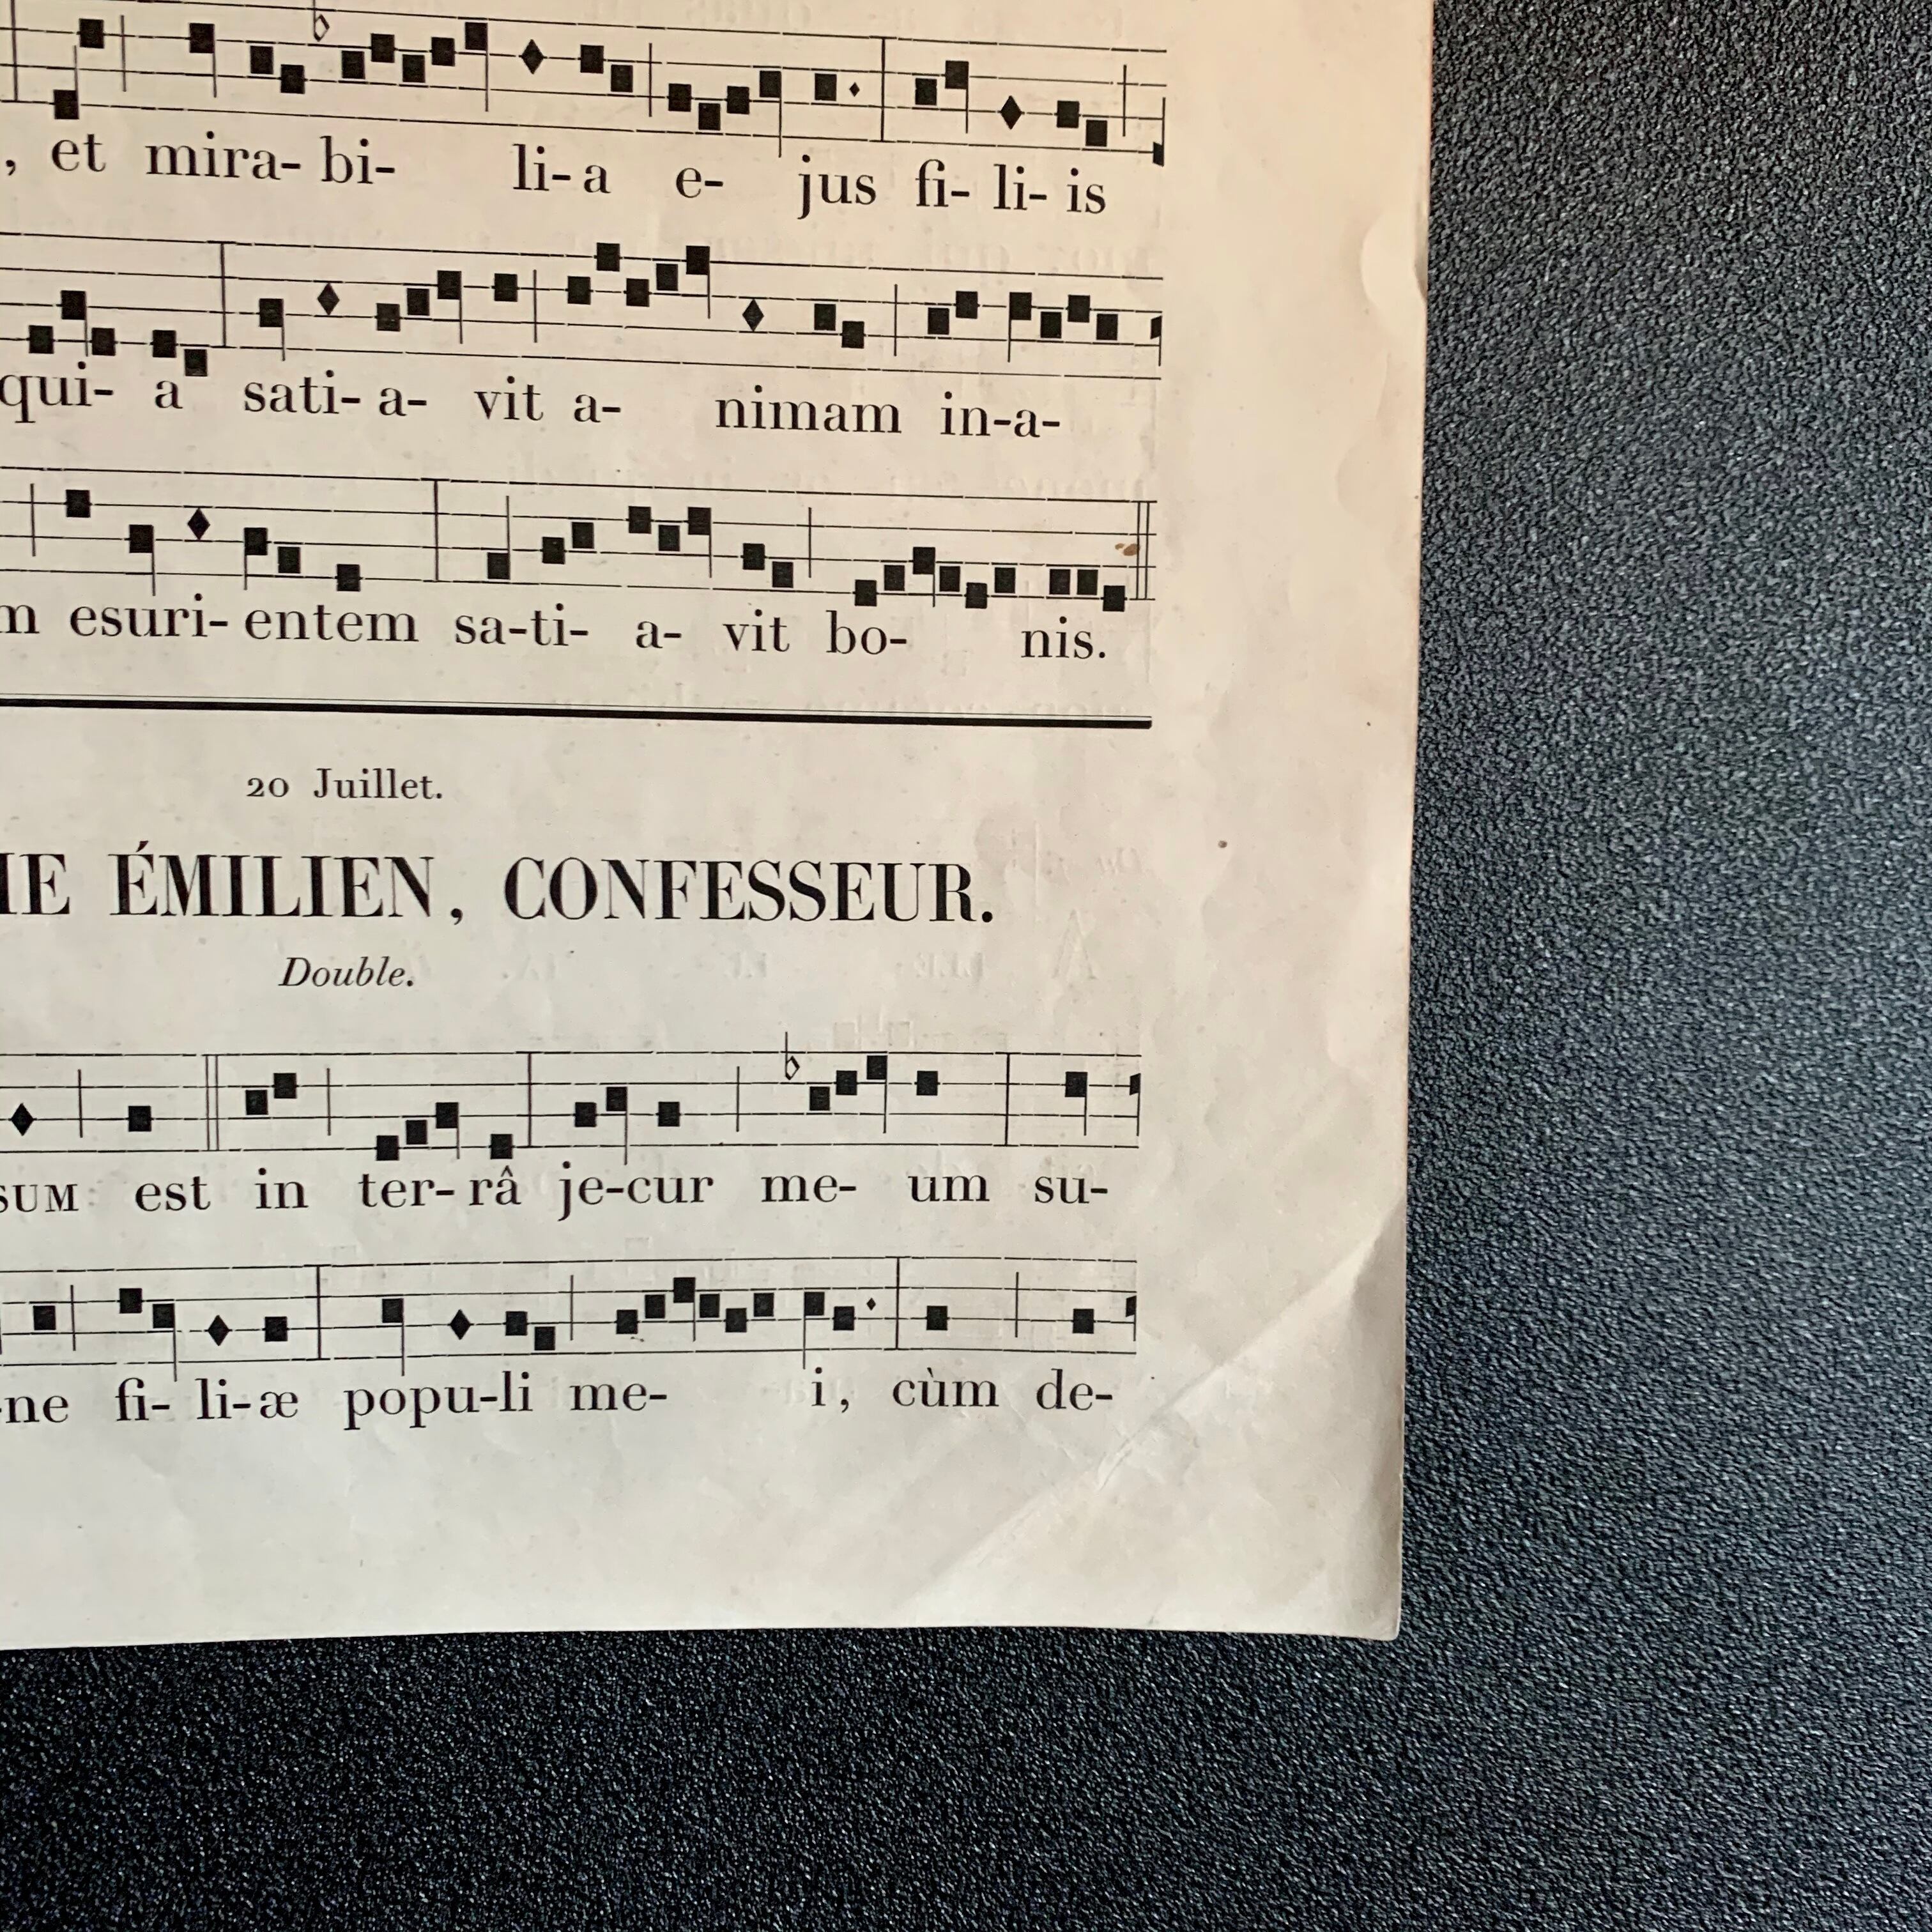 , et mira- bi- li- a e- jus fi- li- is
qui- a sati- a- vit a- nimam in-a-
m esuri- entem sa-ti- a- vit bo- nis.
20 Juillet.
IE ÉMILIEN, CONFESSEUR.
Double.
SUM est in ter- râ je-cur me- um su-
-ne fi- li-æ popu-li me- i, cùm de-